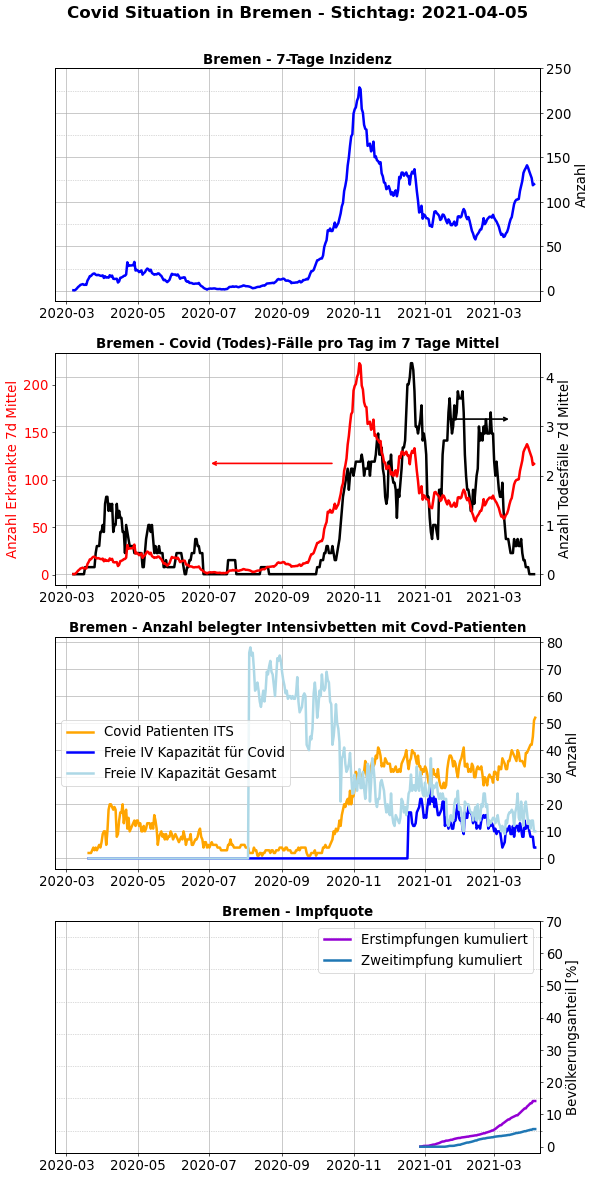 Covid Situation in Bremen - Stichtag: 2021-04-05
Bremen - 7-Tage Inzidenz
250
200
150
100
50
0
Anzahl
2020-03 2020-05 2020-07 2020-09 2020-11 2021-01 2021-03
Bremen - Covid (Todes)-Fälle pro Tag im 7 Tage Mittel
Anzahl Erkrankte 7d Mittel
200
150
100
50
0
4
3
2
1
0
Anzahl Todesfälle 7d Mittel
2020-03 2020-05 2020-07 2020-09 2020-11 2021-01 2021-03
Bremen - Anzahl belegter Intensivbetten mit Covd-Patienten
Covid Patienten ITS
Freie IV Kapazität für Covid
Freie IV Kapazität Gesamt
80
70
60
50
40
30
20
10
0
Anzahl
2020-03 2020-05 2020-07 2020-09 2020-11 2021-01 2021-03
Bremen - Impfquote
Erstimpfungen kumuliert
Zweitimpfung kumuliert
70
60
50
40
30
20
10
0
Bevölkerungsanteil [%]
2020-03 2020-05 2020-07 2020-09 2020-11 2021-01 2021-03